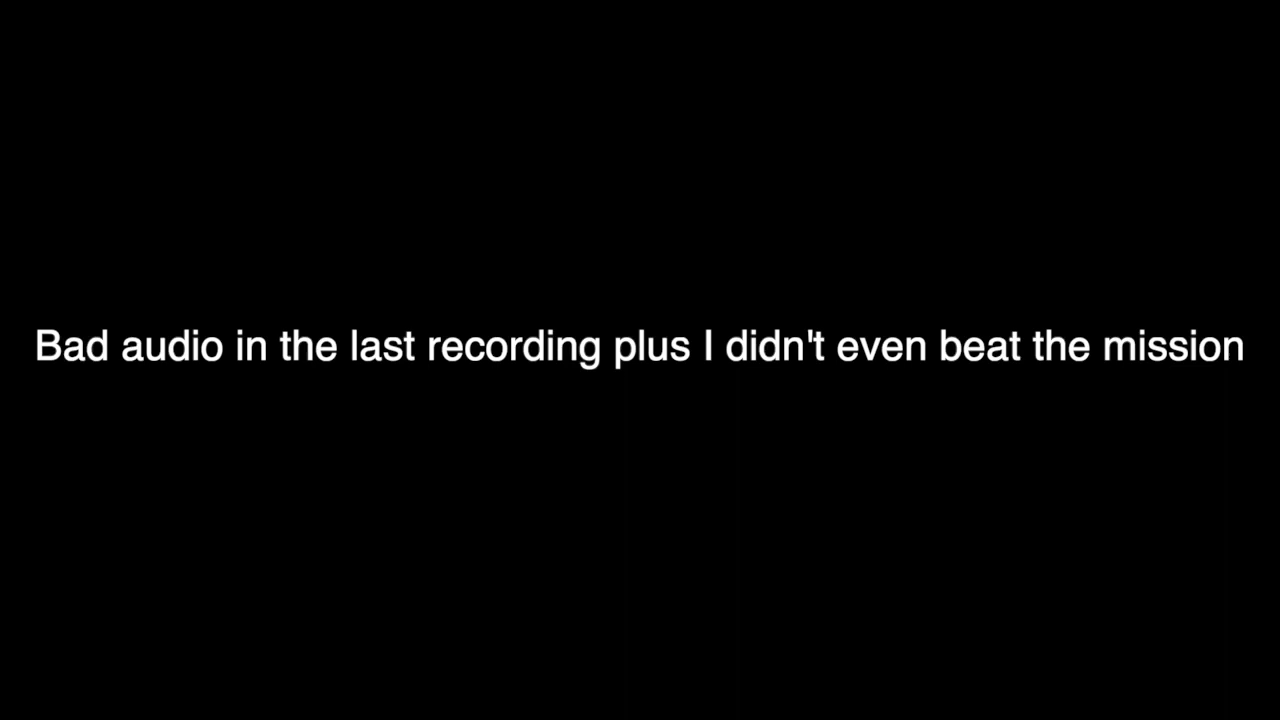 Bad audio in the last recording plus I didn't even beat the mission